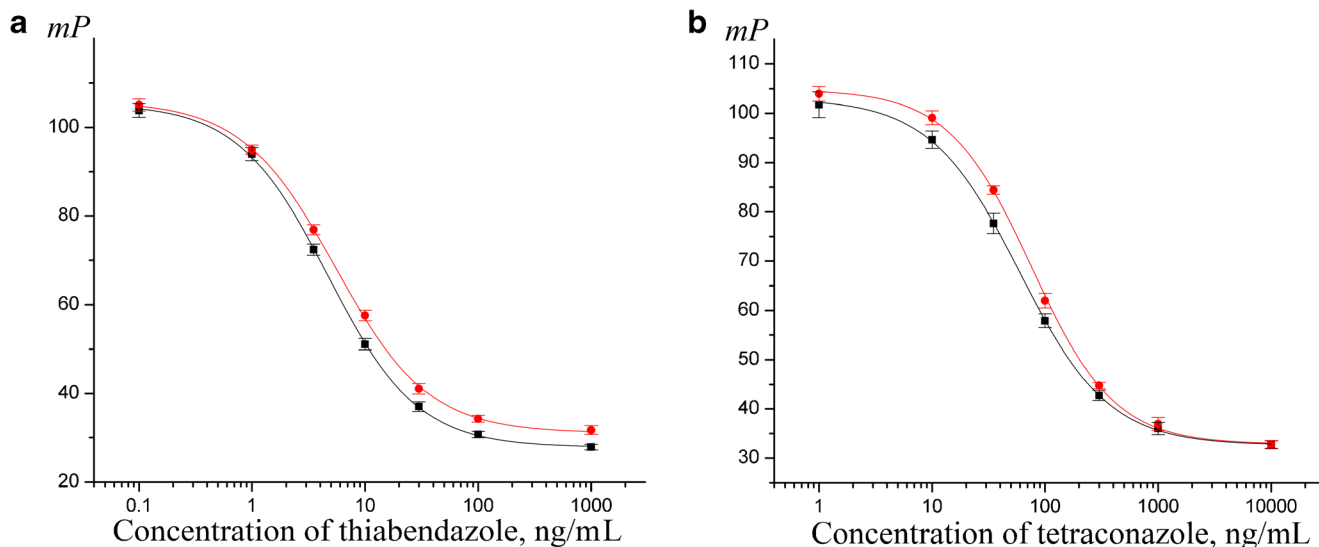 a
mP
100
80
60
40
20
0.1 1 10 100 1000
Concentration of thiabendazole, ng/mL
b
mP
110
100
90
80
70
60
50
40
30
1 10 100 1000 10000
Concentration of tetraconazole, ng/mL